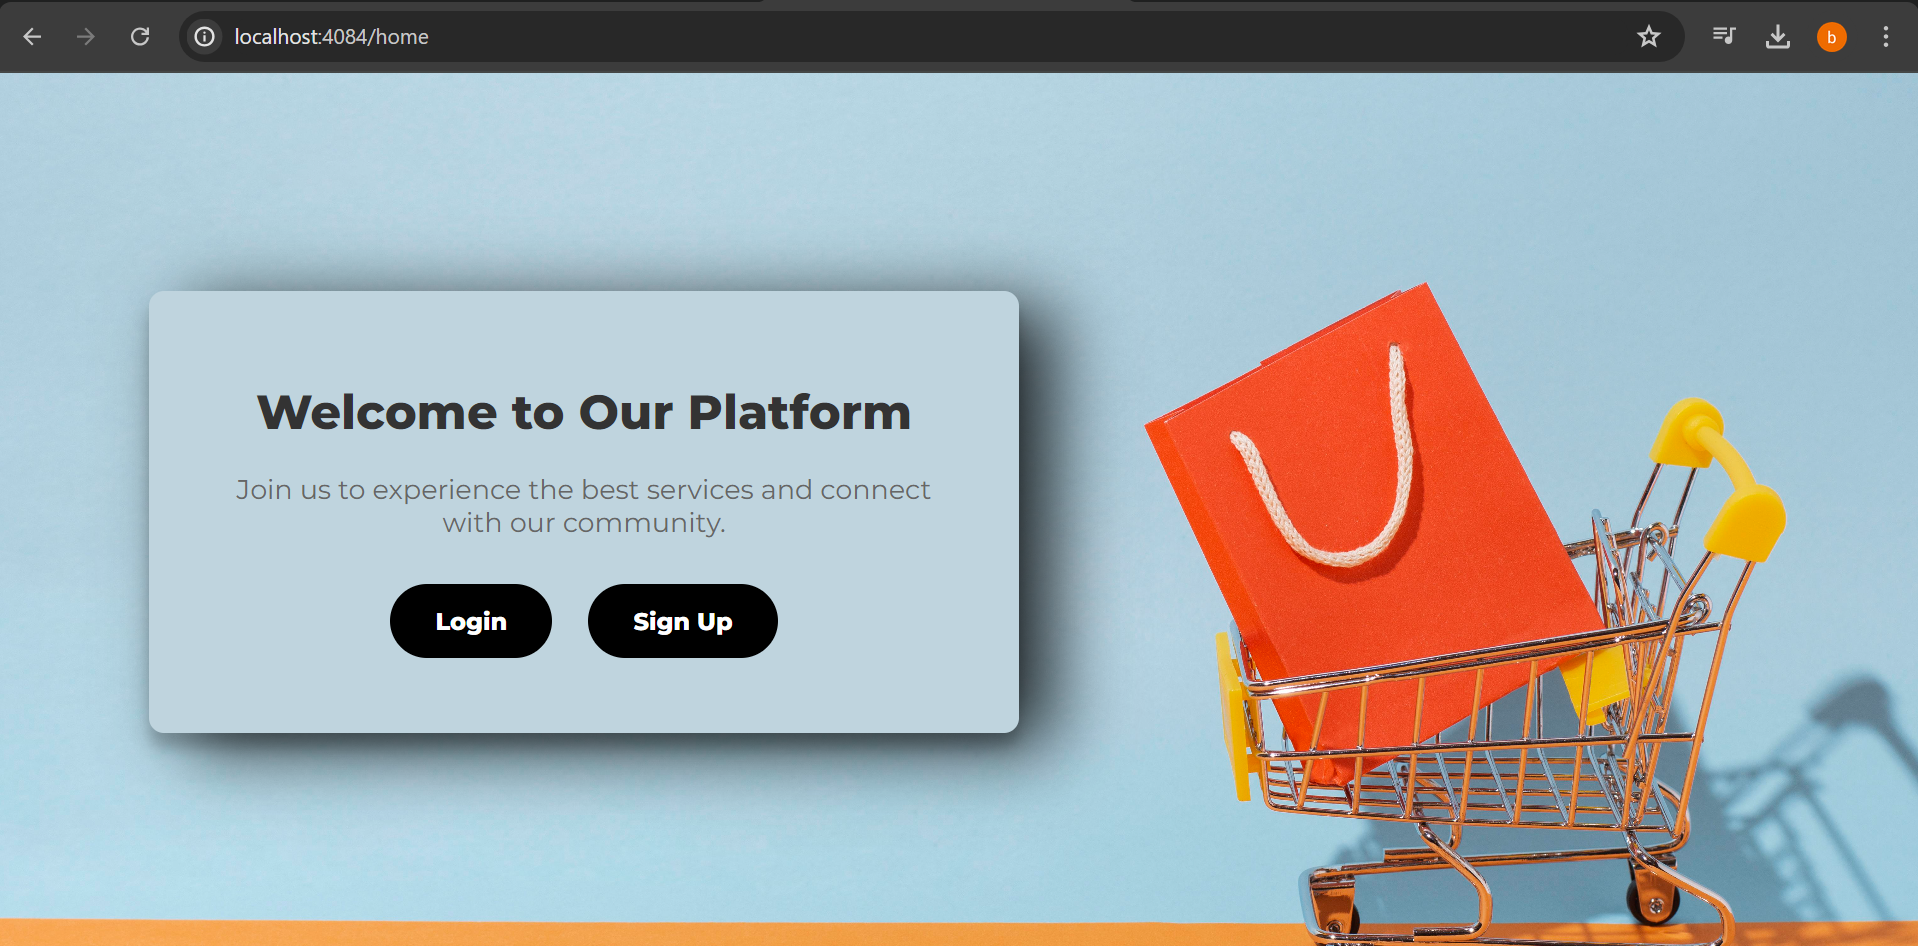 localhost:4084/home
b
Welcome to Our Platform
Join us to experience the best services and connect
with our community.
Login
Sign Up